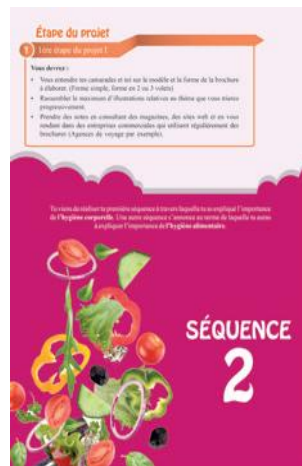 Étape du projet
1 1ère étape du projet 1
Vous devrez :
• Vous entendre tes camarades et toi sur le modèle et la forme de la brochure
à élaborer. (Forme simple, forme en 2 ou 3 volets)
• Rassembler le maximum d'illustrations relatives au thème que vous trierez
progressivement.
• Prendre des notes en consultant des magazines, des sites web et en vous
rendant dans des entreprises commerciales qui utilisent régulièrement des
brochures (Agences de voyage par exemple).
Tu viens de réaliser ta première séquence à travers laquelle tu as expliqué l'importance
de l'hygiène corporelle. Une autre séquence s'annonce au terme de laquelle tu auras
à expliquer l'importance de l'hygiène alimentaire.
SÉQUENCE
2